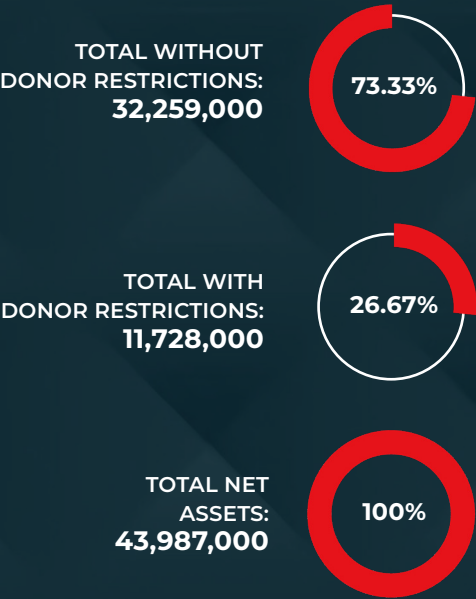 TOTAL WITHOUT
DONOR RESTRICTIONS:
32,259,000
73.33%
TOTAL WITH
DONOR RESTRICTIONS:
11,728,000
26.67%
TOTAL NET
ASSETS:
43,987,000
100%